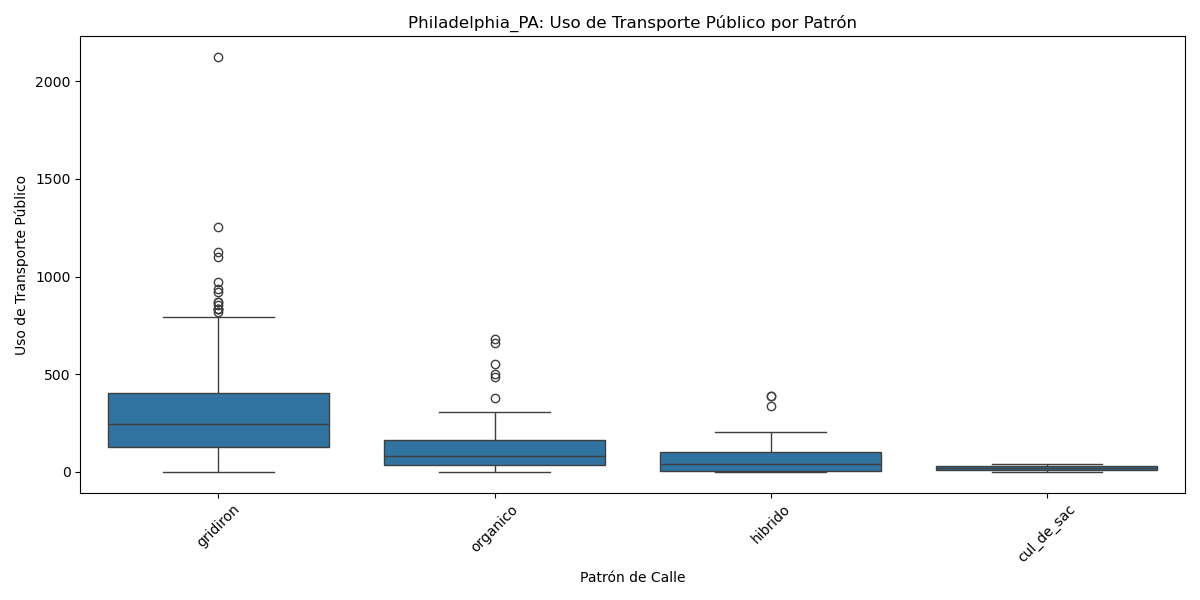 Philadelphia_PA: Uso de Transporte Público por Patrón
Uso de Transporte Público
2000
1500
1000
500
0
gridiron
organico
hibrido
cul_de_sac
Patrón de Calle